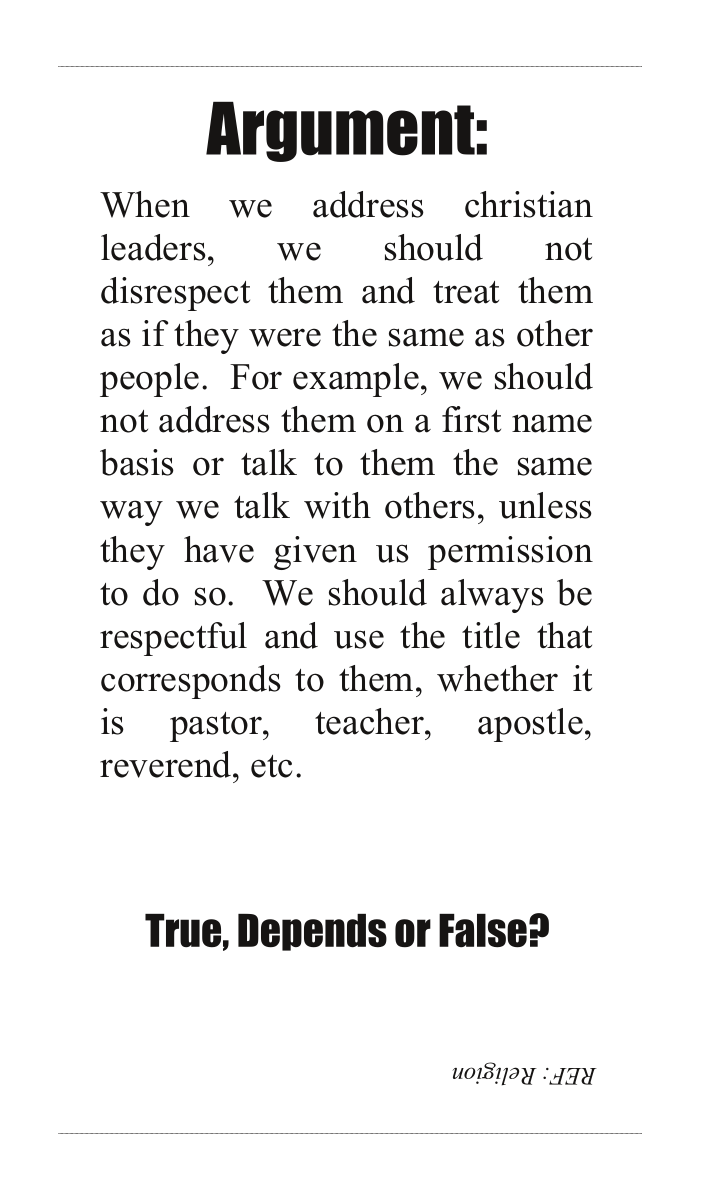 Argument:
When we address christian
leaders, we should not
disrespect them and treat them
as if they were the same as other
people. For example, we should
not address them on a first name
basis or talk to them the same
way we talk with others, unless
they have given us permission
to do so. We should always be
respectful and use the title that
corresponds to them, whether it
is pastor, teacher, apostle,
reverend, etc.
True, Depends or False?
REF: Religion